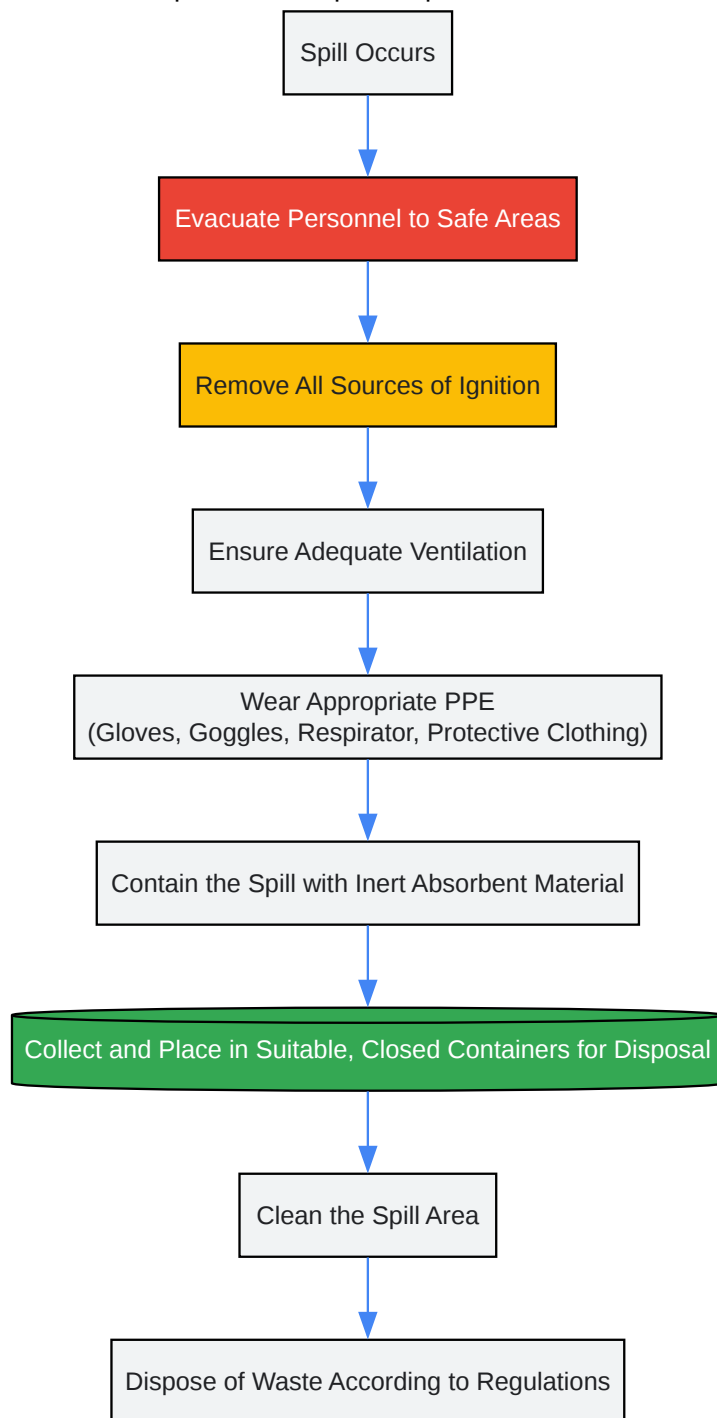 Spill Occurs
Evacuate Personnel to Safe Areas
Remove All Sources of Ignition
Ensure Adequate Ventilation
Wear Appropriate PPE
(Gloves, Goggles, Respirator, Protective Clothing)
Contain the Spill with Inert Absorbent Material
Collect and Place in Suitable, Closed Containers for Disposal
Clean the Spill Area
Dispose of Waste According to Regulations